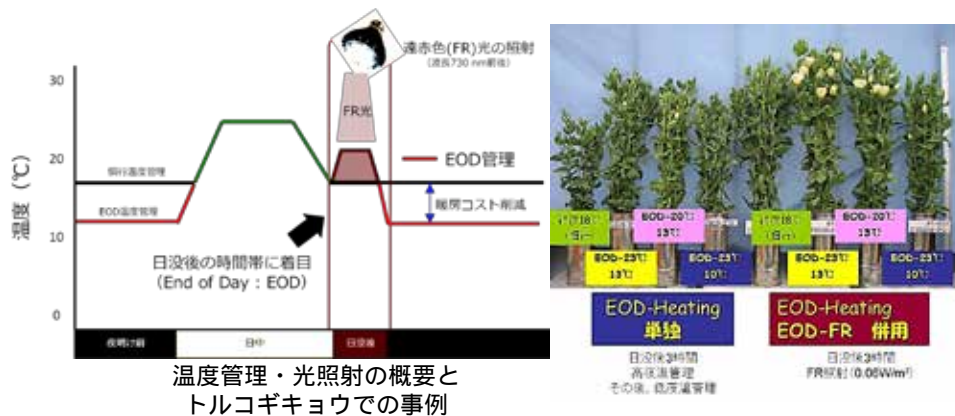 遠赤色(FR)光の照射
(波長730 nm前後)
30
FR光
20
EOD管理
慣行温度管理
温度 (℃)
EOD温度管理
暖房コスト削減
10
日没後の時間帯に着目
(End of Day : EOD)
0
夜明け前
日中
日没後
温度管理・光照射の概要と
トルコギキョウでの事例
EOD-20℃
13℃
EOD-20℃
13℃
EOD-23℃
13℃
EOD-23℃
10℃
EOD-23℃
13℃
EOD-23℃
10℃
EOD-Heating
単独
EOD-Heating
EOD-FR 併用
日没後3時間
高夜温管理
その後、低夜温管理
日没後3時間
FR照射(0.06W/m²)